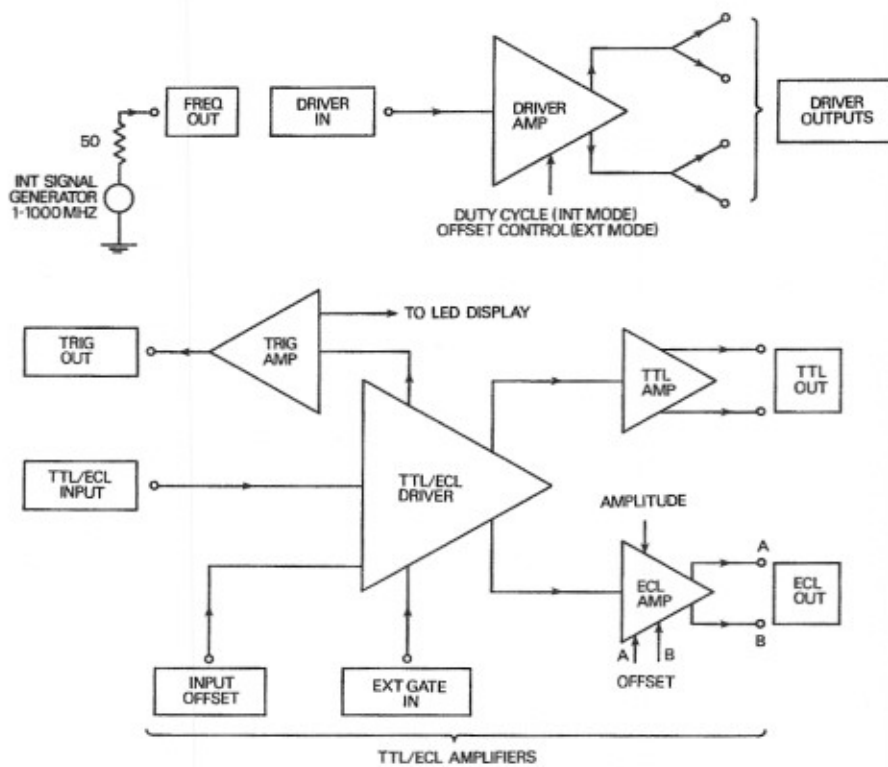 FREQ
OUT
50
INT SIGNAL
GENERATOR
1-1000 MHZ
DRIVER
IN
DRIVER
AMP
DRIVER
OUTPUTS
DUTY CYCLE (INT MODE)
OFFSET CONTROL (EXT MODE)
TO LED DISPLAY
TRIG
OUT
TRIG
AMP
TTL
AMP
TTL
OUT
TTL/ECL
INPUT
TTL/ECL
DRIVER
AMPLITUDE
A
ECL
AMP
ECL
OUT
B
A B
OFFSET
INPUT
OFFSET
EXT GATE
IN
TTL/ECL AMPLIFIERS